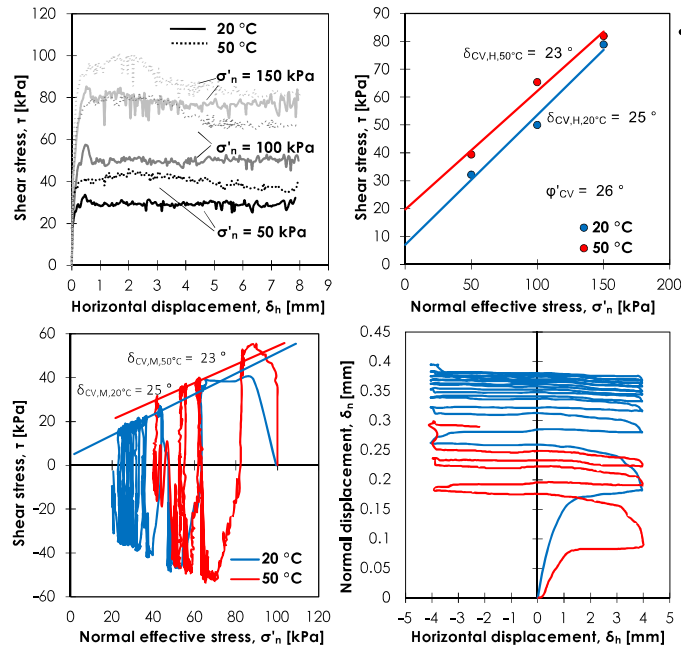 120
100
80
60
40
20
0
Shear stress, τ [kPa]
20 °C
50 °C
σ'n = 150 kPa
σ'n = 100 kPa
σ'n = 50 kPa
0 1 2 3 4 5 6 7 8 9
Horizontal displacement, δh [mm]
90
80
70
60
50
40
30
20
10
0
Shear stress, τ [kPa]
δCV,H,50°C = 23 °
δCV,H,20°C = 25 °
φ'CV = 26 °
20 °C
50 °C
0 50 100 150 200
Normal effective stress, σ'n [kPa]
60
40
20
0
−20
−40
−60
Shear stress, τ [kPa]
δCV,M,50°C = 23 °
δCV,M,20°C = 25 °
20 °C
50 °C
0 20 40 60 80 100 120
Normal effective stress, σ'n [kPa]
0.45
0.4
0.35
0.3
0.25
0.2
0.15
0.1
0.05
0
Normal displacement, δn [mm]
20 °C
50 °C
−5 −4 −3 −2 −1 0 1 2 3 4 5
Horizontal displacement, δh [mm]